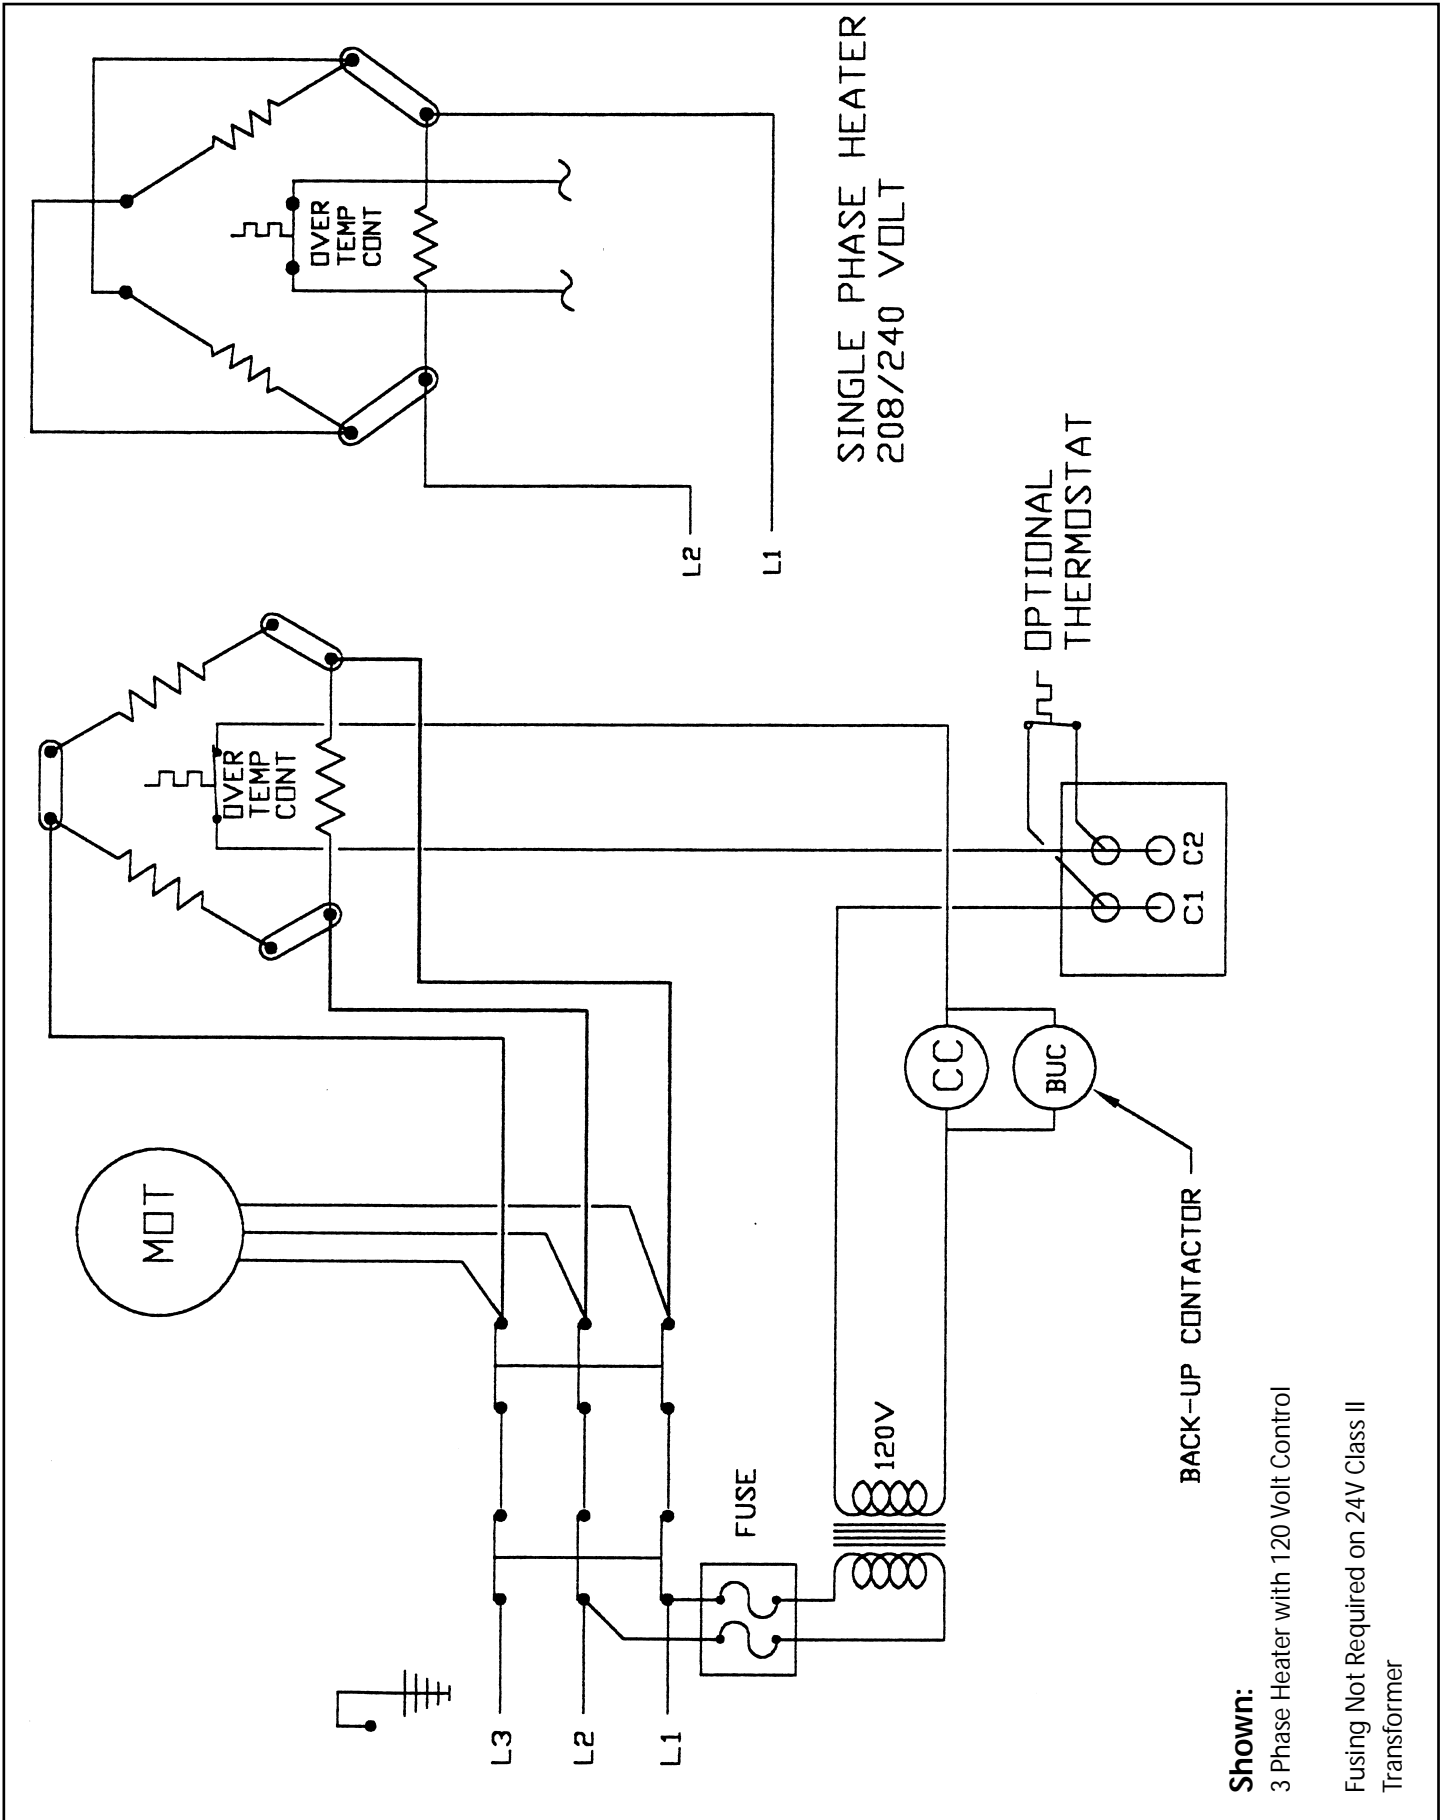 SINGLE PHASE HEATER
208/240 VOLT
OVER
TEMP
CONT
L2
L1
OVER
TEMP
CONT
OPTIONAL
THERMOSTAT
C1
C2
MOT
CC
BUC
BACK-UP CONTACTOR
120V
FUSE
L3
L2
L1
Shown:
3 Phase Heater with 120 Volt Control
Fusing Not Required on 24V Class II
Transformer